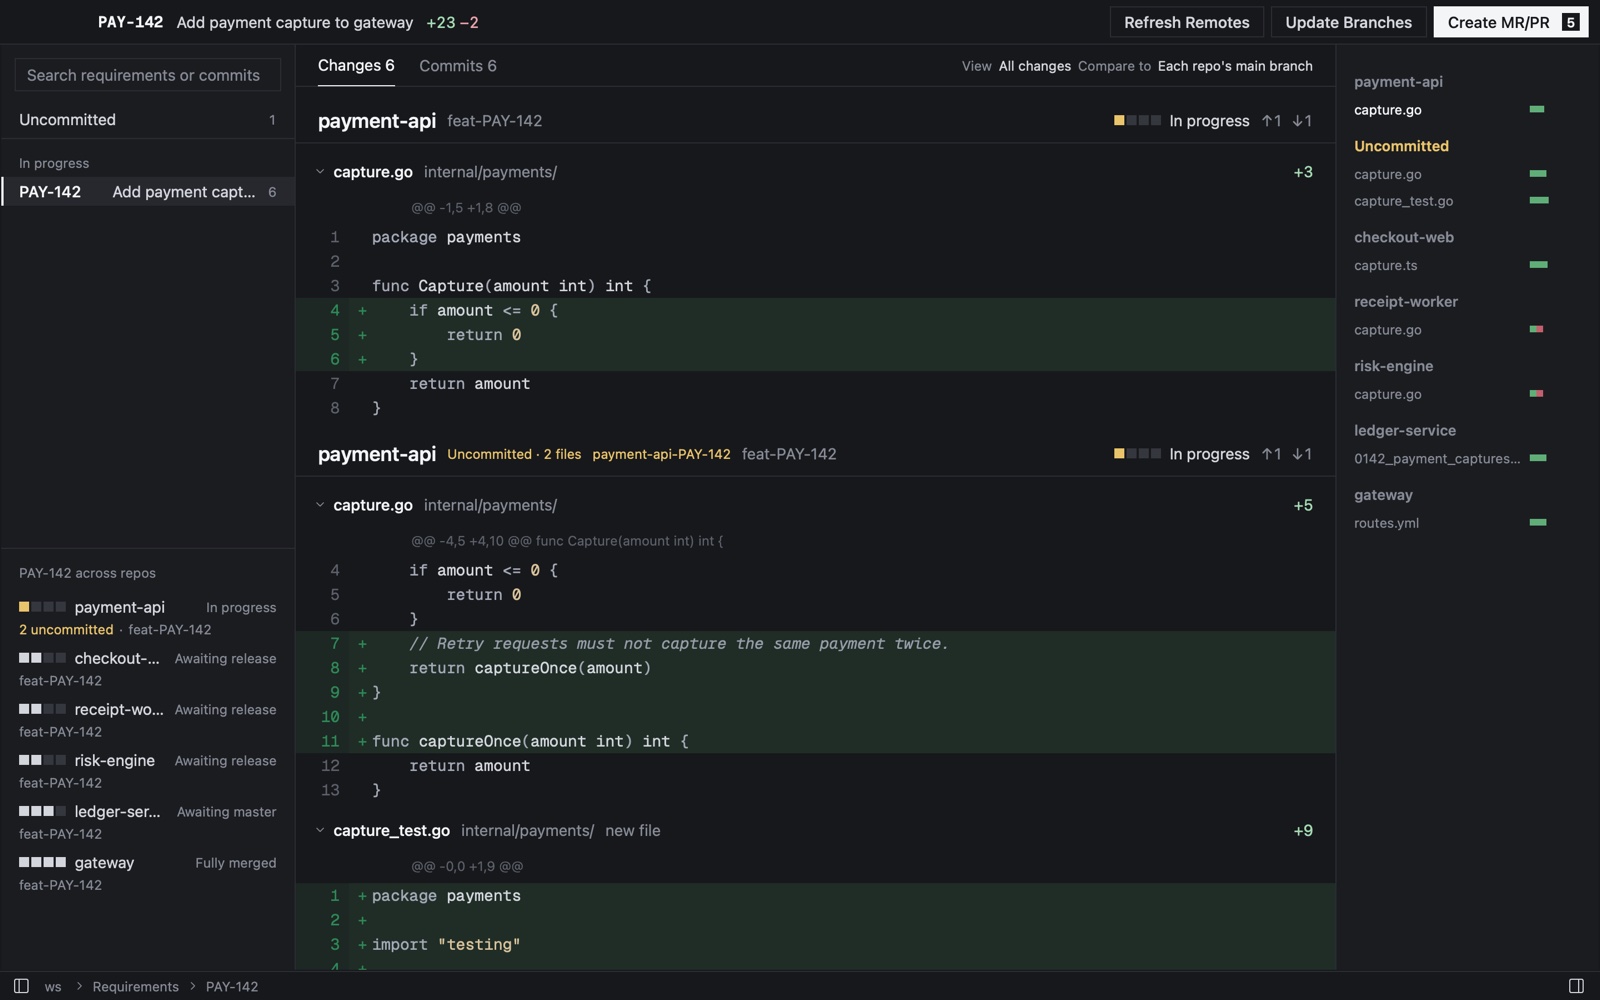 PAY-142 Add payment capture to gateway +23 −2
Refresh Remotes
Update Branches
Create MR/PR 5
Search requirements or commits
Uncommitted 1
In progress
PAY-142 Add payment capt... 6
PAY-142 across repos
payment-api In progress
2 uncommitted · feat-PAY-142
checkout-... Awaiting release
feat-PAY-142
receipt-wo... Awaiting release
feat-PAY-142
risk-engine Awaiting release
feat-PAY-142
ledger-ser... Awaiting master
feat-PAY-142
gateway Fully merged
feat-PAY-142
Changes 6 Commits 6
View All changes Compare to Each repo's main branch
payment-api feat-PAY-142 In progress ↑1 ↓1
capture.go internal/payments/ +3
@@ -1,5 +1,8 @@
1 package payments
2
3 func Capture(amount int) int {
4 + if amount <= 0 {
5 + return 0
6 + }
7 return amount
8 }
payment-api Uncommitted · 2 files payment-api-PAY-142 feat-PAY-142 In progress ↑1 ↓1
capture.go internal/payments/ +5
@@ -4,5 +4,10 @@ func Capture(amount int) int {
4 if amount <= 0 {
5 return 0
6 }
7 + // Retry requests must not capture the same payment twice.
8 + return captureOnce(amount)
9 + }
10 +
11 + func captureOnce(amount int) int {
12 return amount
13 }
capture_test.go internal/payments/ new file +9
@@ -0,0 +1,9 @@
1 + package payments
2 +
3 + import "testing"
4 +
payment-api
capture.go
Uncommitted
capture.go
capture_test.go
checkout-web
capture.ts
receipt-worker
capture.go
risk-engine
capture.go
ledger-service
0142_payment_captures...
gateway
routes.yml
ws > Requirements > PAY-142